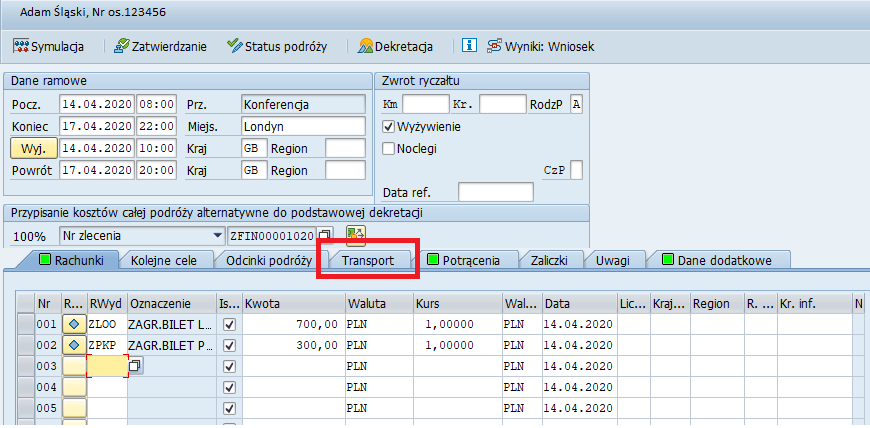 Adam Śląski, Nr os.123456
Symulacja Zatwierdzanie Status podróży Dekretacja Wyniki: Wniosek
Dane ramowe
Pocz. 14.04.2020 08:00 Prz. Konferencja
Koniec 17.04.2020 22:00 Miejs. Londyn
Wyj. 14.04.2020 10:00 Kraj GB Region
Powrót 17.04.2020 20:00 Kraj GB Region
Zwrot ryczałtu
Km Kr. RodzP A
Wyżywienie
Noclegi
CzP
Data ref.
Przypisanie kosztów całej podróży alternatywne do podstawowej dekretacji
100% Nr zlecenia ZFIN00001020
Rachunki Kolejne cele Odcinki podróży Transport Potrącenia Zaliczki Uwagi Dane dodatkowe
Nr R... RWyd Oznaczenie Is... Kwota Waluta Kurs Wal... Data Lic... Kraj... Region R. ... Kr. inf. N
001 ZLOO ZAGR.BILET L... 700,00 PLN 1,00000 PLN 14.04.2020
002 ZPKP ZAGR.BILET P... 300,00 PLN 1,00000 PLN 14.04.2020
003 PLN PLN 14.04.2020
004 PLN PLN 14.04.2020
005 PLN PLN 14.04.2020